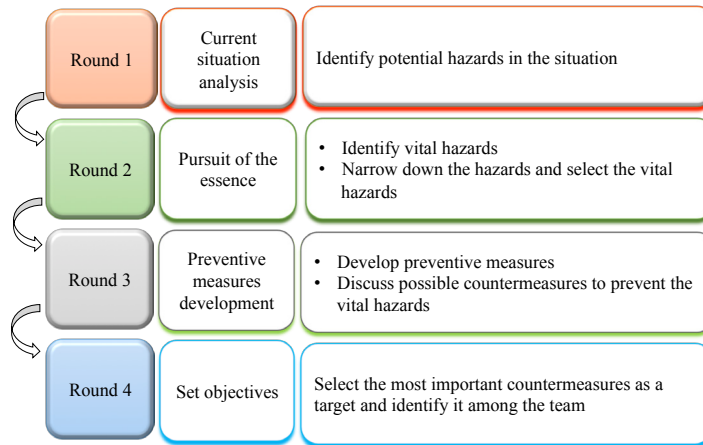 Round 1
Current
situation
analysis
Identify potential hazards in the situation
Round 2
Pursuit of the
essence
• Identify vital hazards
• Narrow down the hazards and select the vital
hazards
Round 3
Preventive
measures
development
• Develop preventive measures
• Discuss possible countermeasures to prevent the
vital hazards
Round 4
Set objectives
Select the most important countermeasures as a
target and identify it among the team